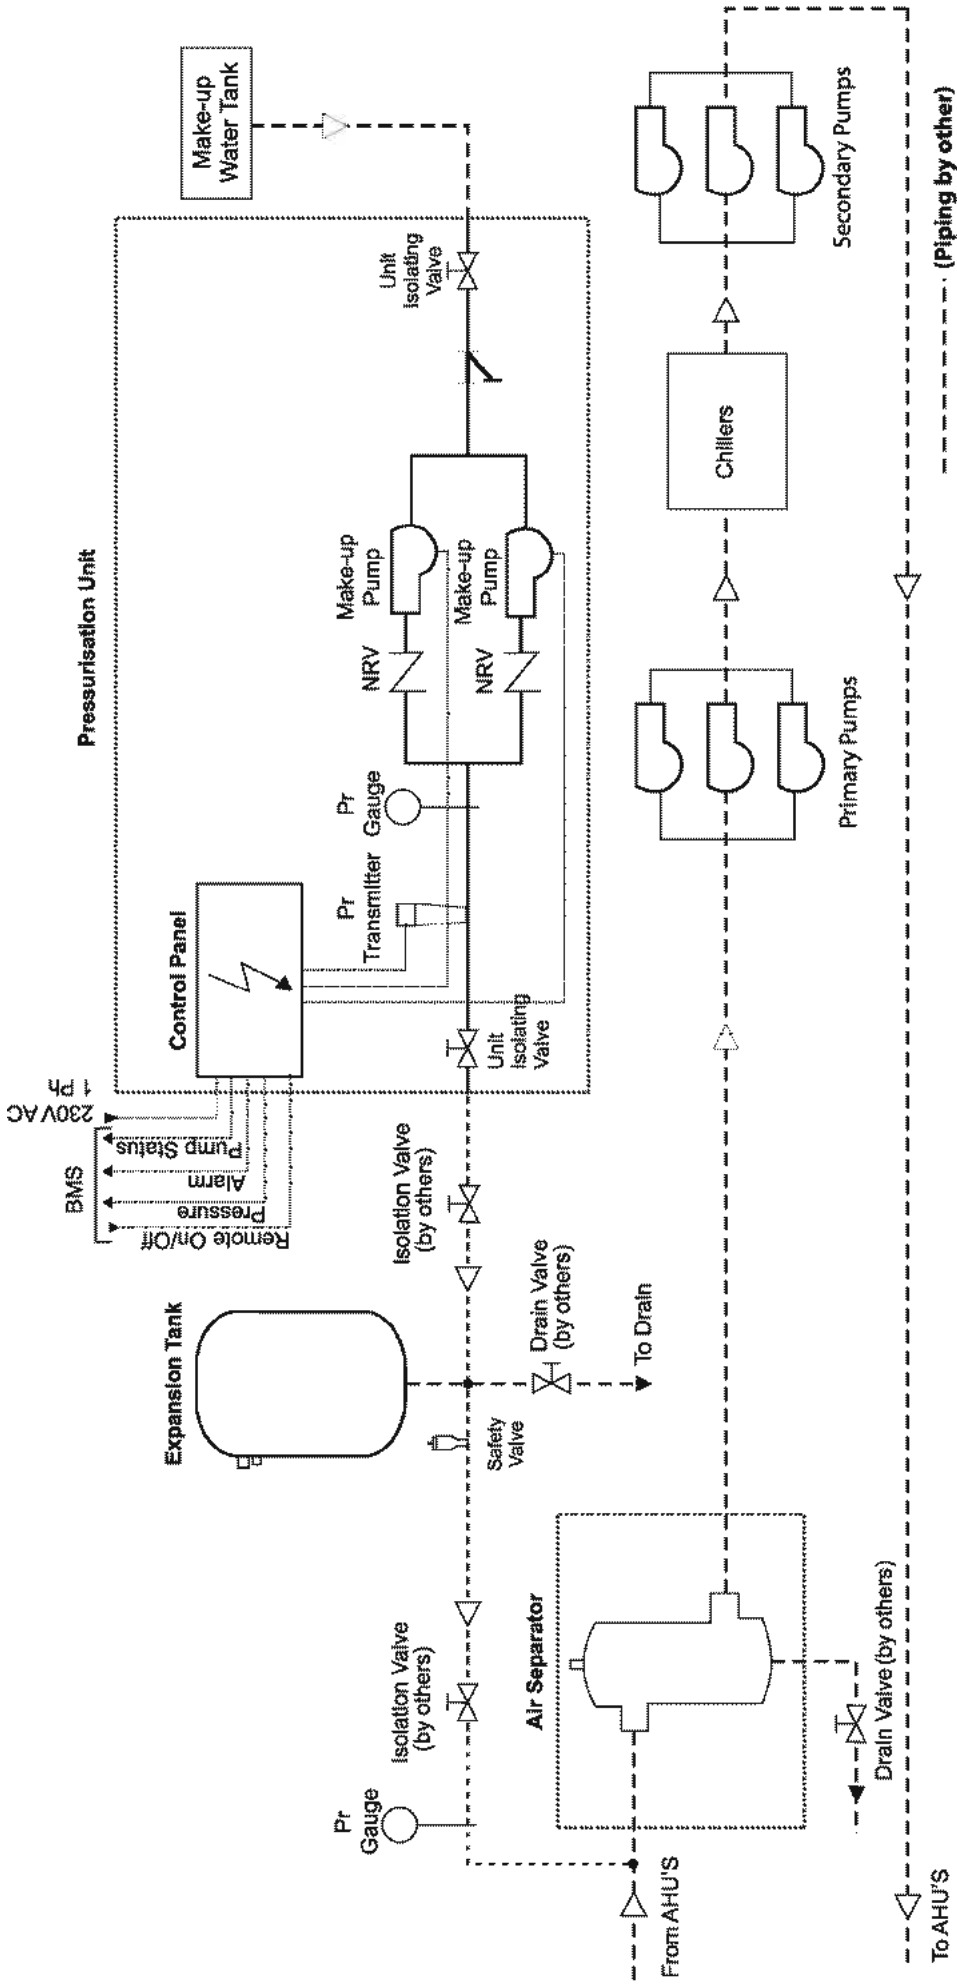 Make-up
Water Tank
Pressurisation Unit
Unit
Isolating
Valve
Make-up
Pump
Make-up
Pump
NRV
NRV
Pr
Gauge
Pr
Transmitter
Control Panel
Unit
Isolating
Valve
230V AC
1 Ph
BMS
Pump Status
Alarm
Pressure
Remote On/Off
Isolation Valve
(by others)
Expansion Tank
Drain Valve
(by others)
To Drain
Safety
Valve
Isolation Valve
(by others)
Pr
Gauge
Air Separator
Drain Valve (by others)
From AHU'S
To AHU'S
Primary Pumps
Chillers
Secondary Pumps
(Piping by other)